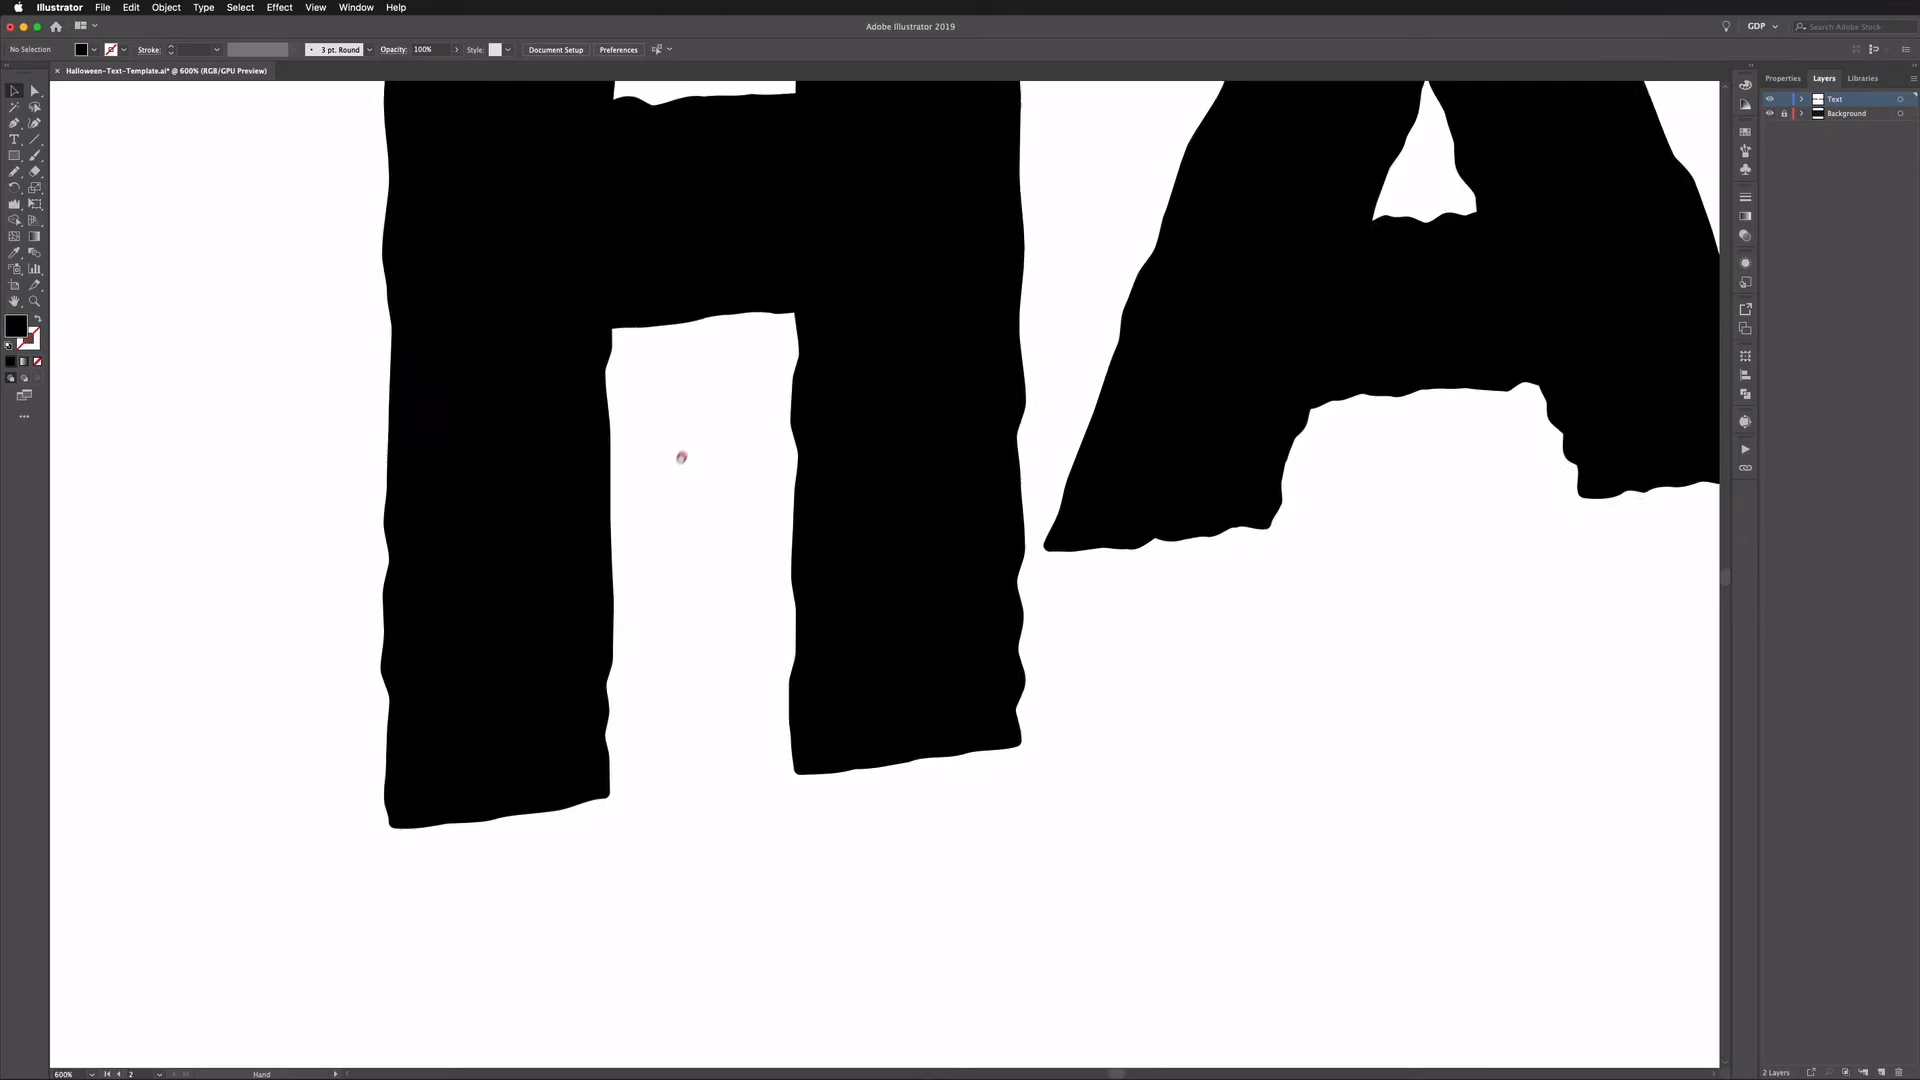 Illustrator File Edit Object Type Select Effect View Window Help
Adobe Illustrator 2019
GDP
Search Adobe Stock
No Selection
Stroke:
3 pt. Round
Opacity: 100%
Style:
Document Setup
Preferences
× Halloween-Text-Template.ai* @ 600% (RGB/GPU Preview)
Properties Layers Libraries
Text
Background
HA
600%
2
Hand
2 Layers